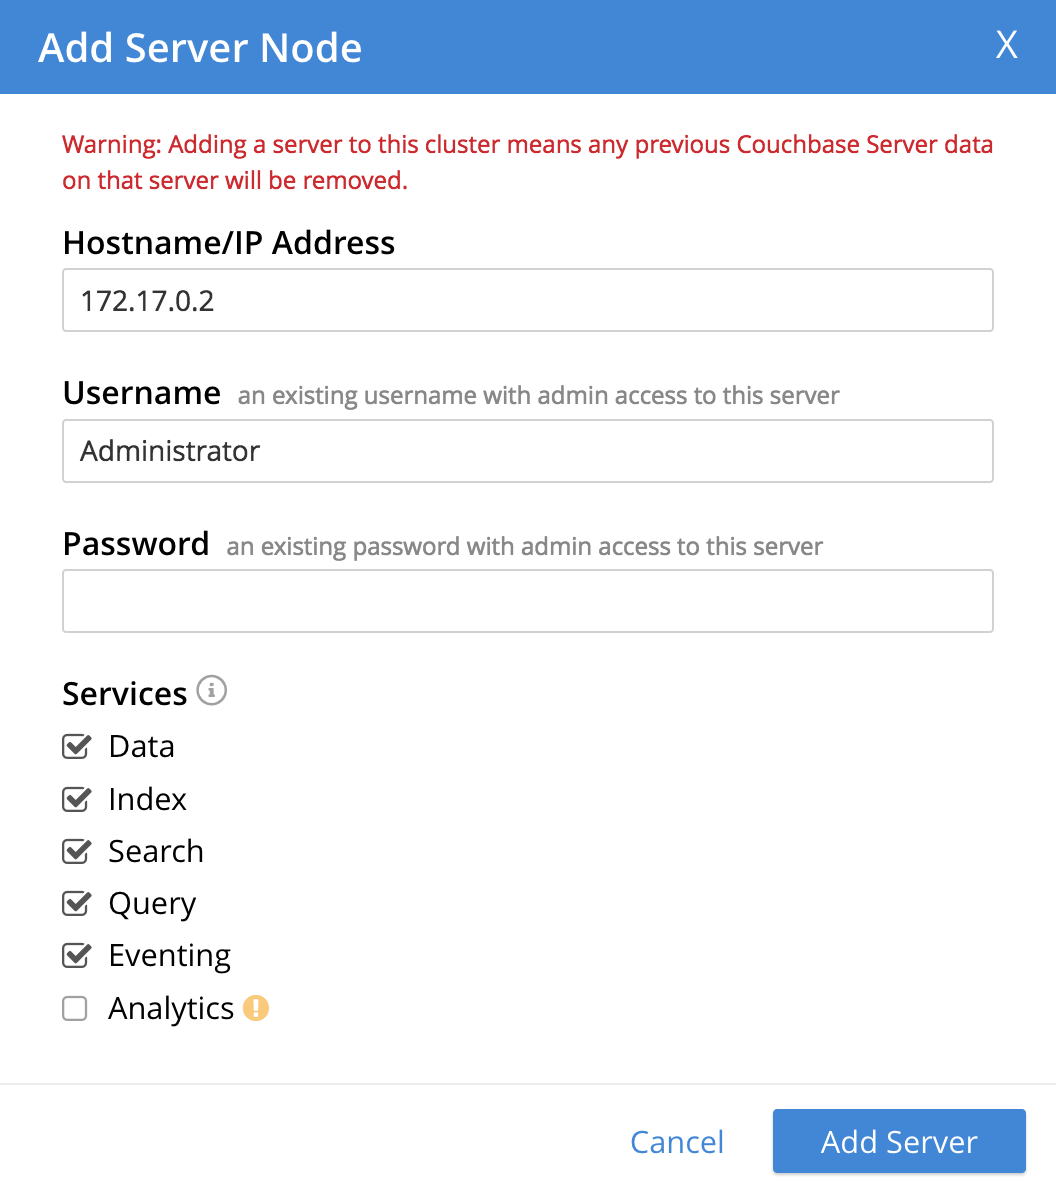 Add Server Node X
Warning: Adding a server to this cluster means any previous Couchbase Server data
on that server will be removed.
Hostname/IP Address
172.17.0.2
Username an existing username with admin access to this server
Administrator
Password an existing password with admin access to this server
Services
Data
Index
Search
Query
Eventing
Analytics
Cancel Add Server